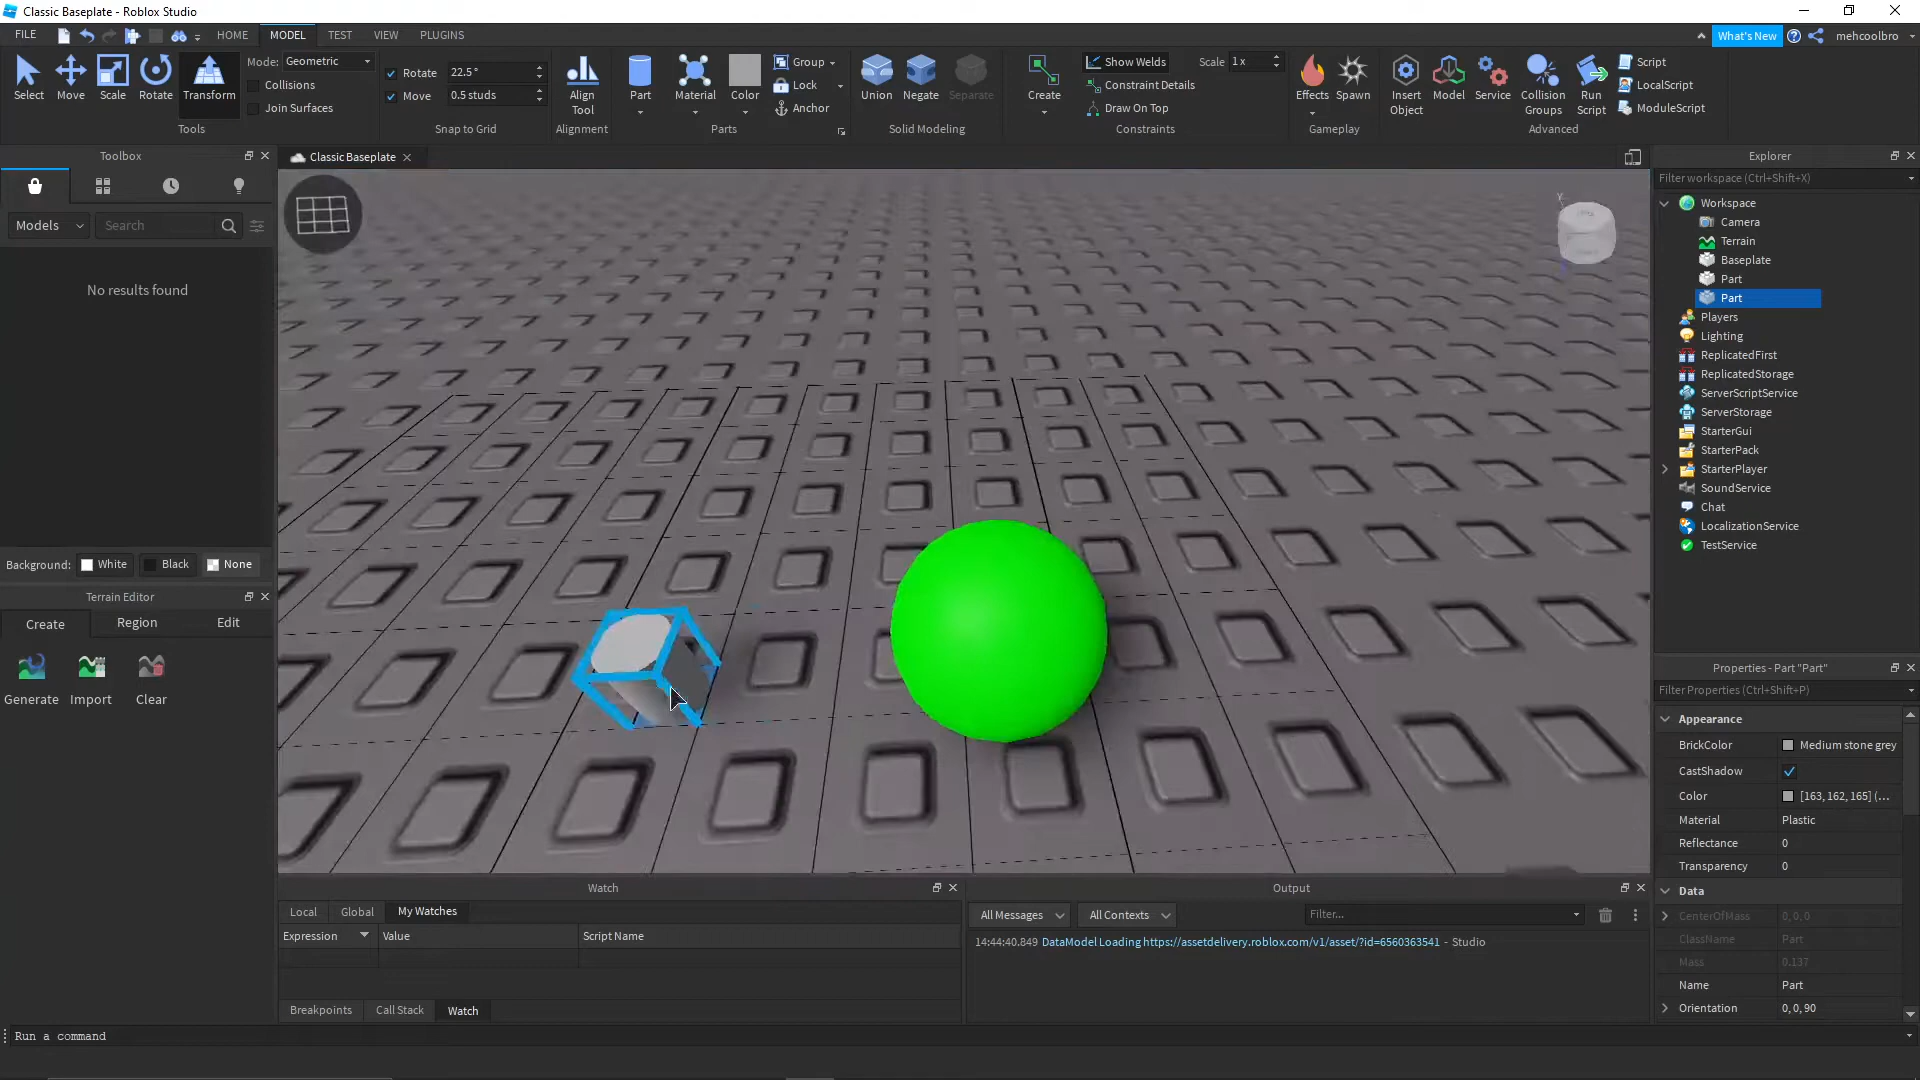 Classic Baseplate - Roblox Studio
FILE HOME MODEL TEST VIEW PLUGINS What's New mehcoolbro
Select Move Scale Rotate Transform
Mode: Geometric
Collisions
Join Surfaces
Tools
Rotate 22.5°
Move 0.5 studs
Snap to Grid
Align
Tool
Alignment
Part Material Color
Group
Lock
Anchor
Parts
Union Negate Separate
Solid Modeling
Create
Show Welds
Constraint Details
Draw On Top
Scale 1x
Constraints
Effects Spawn
Gameplay
Insert
Object
Model
Service
Collision
Groups
Run
Script
Script
LocalScript
ModuleScript
Advanced
Toolbox
Models Search
No results found
Background: White Black None
Terrain Editor
Create Region Edit
Generate Import Clear
Classic Baseplate
Y
Explorer
Filter workspace (Ctrl+Shift+X)
Workspace
Camera
Terrain
Baseplate
Part
Part
Players
Lighting
ReplicatedFirst
ReplicatedStorage
ServerScriptService
ServerStorage
StarterGui
StarterPack
StarterPlayer
SoundService
Chat
LocalizationService
TestService
Properties - Part "Part"
Filter Properties (Ctrl+Shift+P)
Appearance
BrickColor Medium stone grey
CastShadow
Color [163, 162, 165] (...
Material Plastic
Reflectance 0
Transparency 0
Data
CenterOfMass 0, 0, 0
ClassName Part
Mass 0.137
Name Part
Orientation 0, 0, 90
Watch
Local Global My Watches
Expression Value Script Name
Breakpoints Call Stack Watch
Output
All Messages All Contexts Filter...
14:44:40.849 DataModel Loading https://assetdelivery.roblox.com/v1/asset/?id=6560363541 - Studio
Run a command